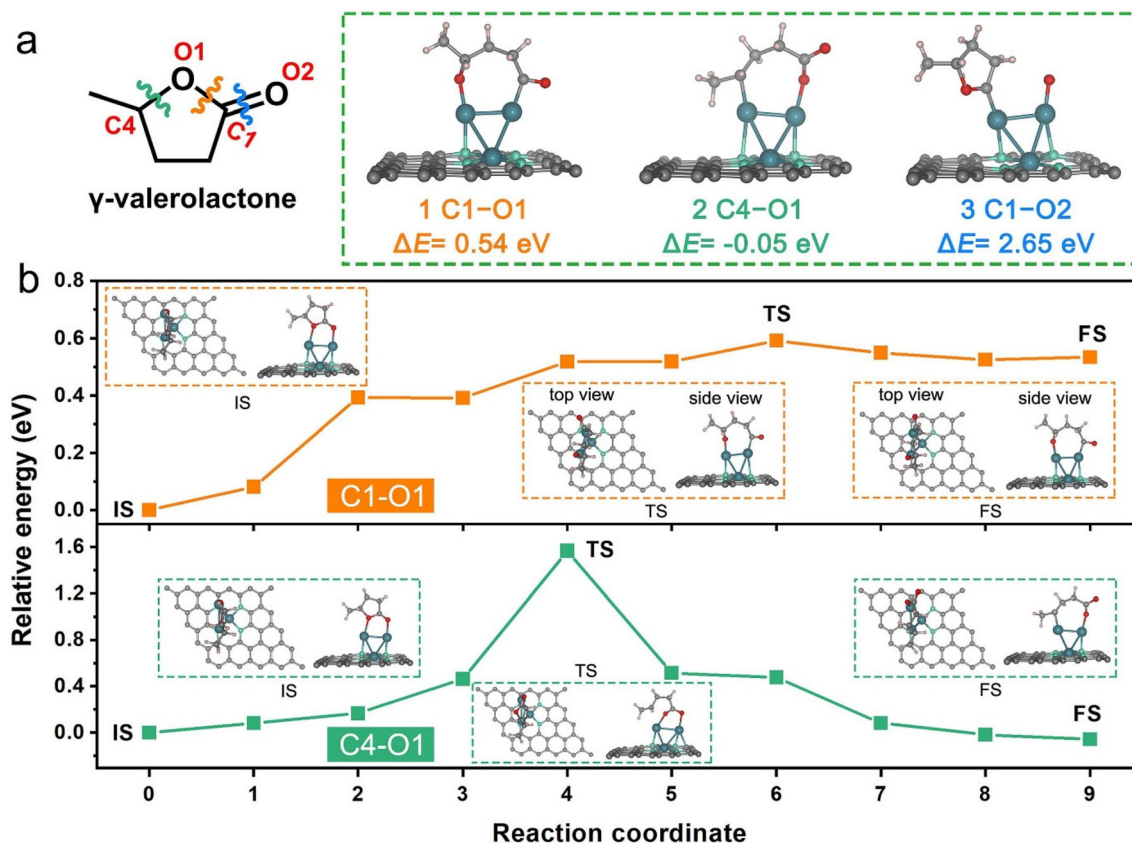 a
O1
O2
O
O
C4
C1
γ-valerolactone
1 C1−O1
ΔE= 0.54 eV
2 C4−O1
ΔE= -0.05 eV
3 C1−O2
ΔE= 2.65 eV
b
Relative energy (eV)
0.8
0.6
0.4
0.2
0.0
IS
IS
C1-O1
TS
top view side view
TS
FS
top view side view
FS
1.6
1.2
0.8
0.4
0.0
IS
IS
C4-O1
TS
TS
FS
FS
0 1 2 3 4 5 6 7 8 9
Reaction coordinate